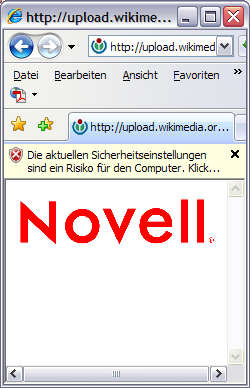 http://upload.wikime...
http://upload.wikimed
Datei Bearbeiten Ansicht Favoriten »
http://upload.wikimedia.or...
Die aktuellen Sicherheitseinstellungen
sind ein Risiko für den Computer. Klick...
Novell